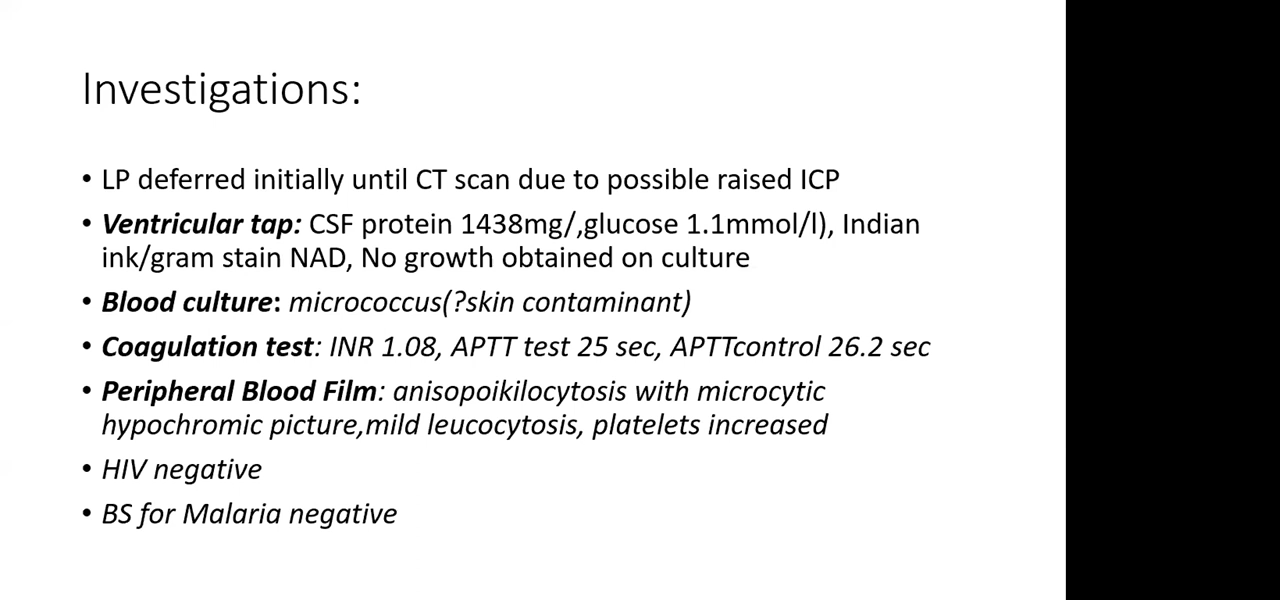 Investigations:
• LP deferred initially until CT scan due to possible raised ICP
• Ventricular tap: CSF protein 1438mg/,glucose 1.1mmol/l), Indian
ink/gram stain NAD, No growth obtained on culture
• Blood culture: micrococcus(?skin contaminant)
• Coagulation test: INR 1.08, APTT test 25 sec, APTTcontrol 26.2 sec
• Peripheral Blood Film: anisopoikilocytosis with microcytic
hypochromic picture,mild leucocytosis, platelets increased
• HIV negative
• BS for Malaria negative